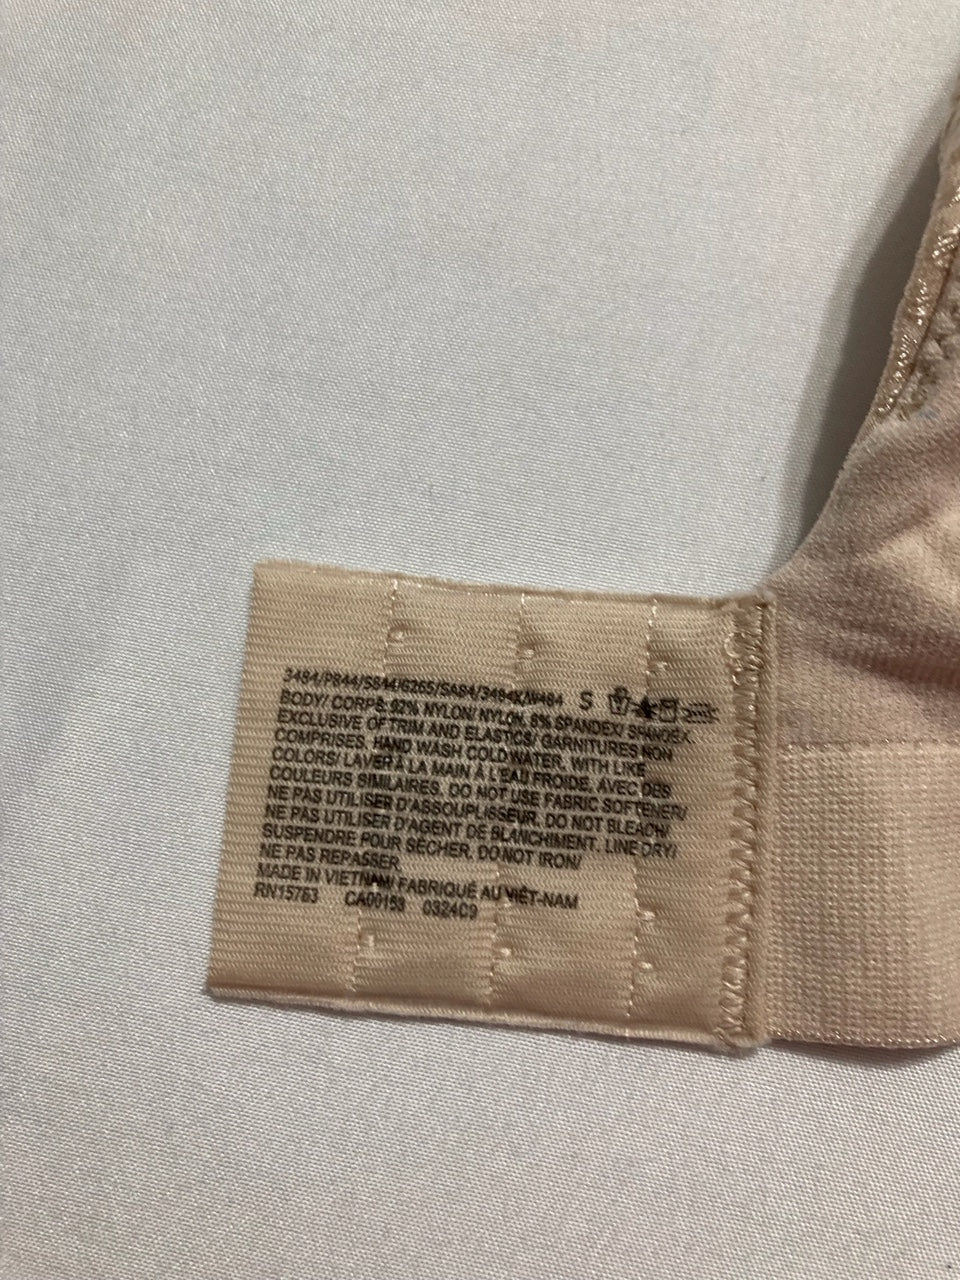 3484/P844/S844/6265/SA84/3484K/N484 S
BODY/ CORPS: 92% NYLON/ NYLON, 8% SPANDEX/ SPANDEX.
EXCLUSIVE OF TRIM AND ELASTICS/ GARNITURES NON
COMPRISES. HAND WASH COLD WATER, WITH LIKE
COLORS/ LAVER À LA MAIN À L'EAU FROIDE, AVEC DES
COULEURS SIMILAIRES. DO NOT USE FABRIC SOFTENER/
NE PAS UTILISER D'ASSOUPLISSEUR. DO NOT BLEACH/
NE PAS UTILISER D'AGENT DE BLANCHIMENT. LINE DRY/
SUSPENDRE POUR SÉCHER. DO NOT IRON/
NE PAS REPASSER.
MADE IN VIETNAM/ FABRIQUÉ AU VIÊT-NAM
RN15763 CA00153 0324C9